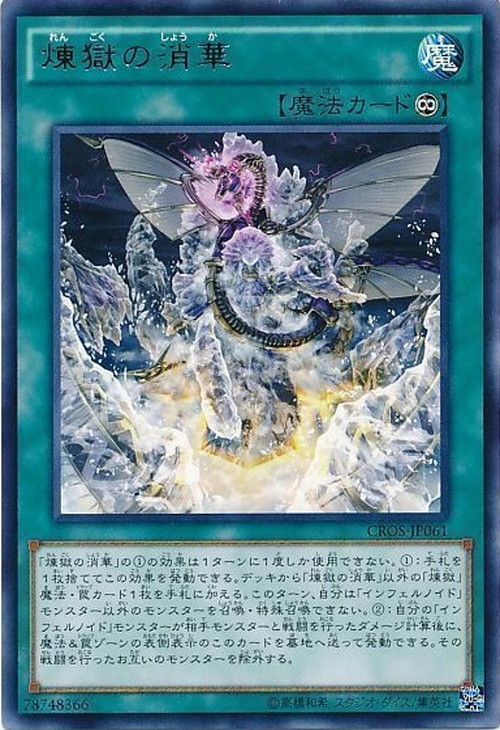 れん ごく しょう か
煉獄の消華
魔
【魔法カード∞】
CROS-JP061
「煉獄の消華」の①の効果は1ターンに1度しか使用できない。①：手札を
1枚捨ててこの効果を発動できる。デッキから「煉獄の消華」以外の「煉獄」
魔法・罠カード1枚を手札に加える。このターン、自分は「インフェルノイド」
モンスター以外のモンスターを召喚・特殊召喚できない。②：自分の「イン
フェルノイド」モンスターが相手モンスターと戦闘を行ったダメージ計算後に、
魔法&罠ゾーンの表側表示のこのカードを墓地へ送って発動できる。その
戦闘を行ったお互いのモンスターを除外する。
78748366
©高橋和希 スタジオ・ダイス/集英社